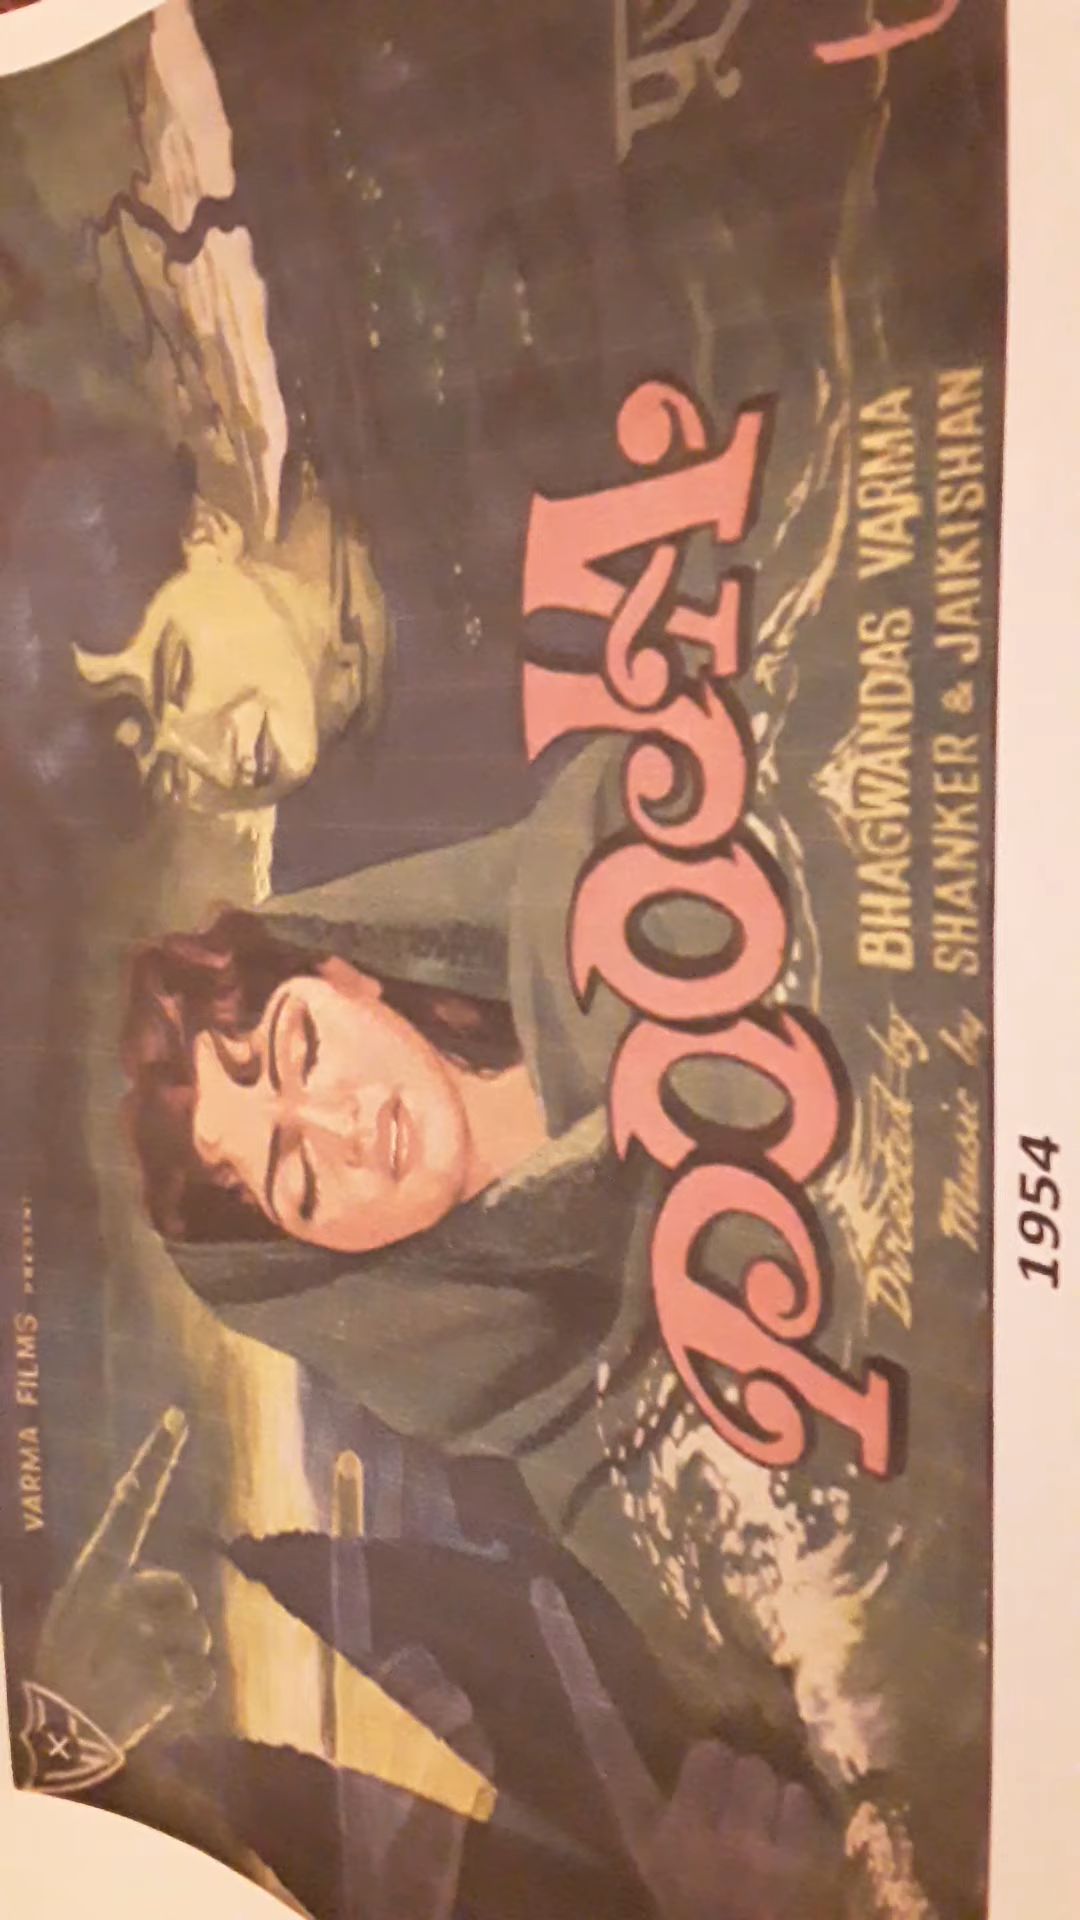 VARMA FILMS PRESENT
POOJA
Directed by BHAGWANDAS VARMA
Music by SHANKER & JAIKISHAN
1954